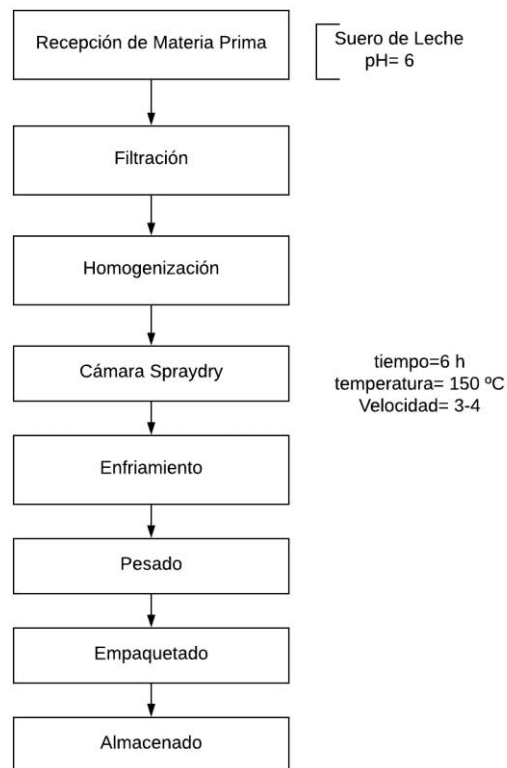 Recepción de Materia Prima
Suero de Leche
pH= 6
Filtración
Homogenización
Cámara Spraydry
tiempo=6 h
temperatura= 150 ºC
Velocidad= 3-4
Enfriamiento
Pesado
Empaquetado
Almacenado